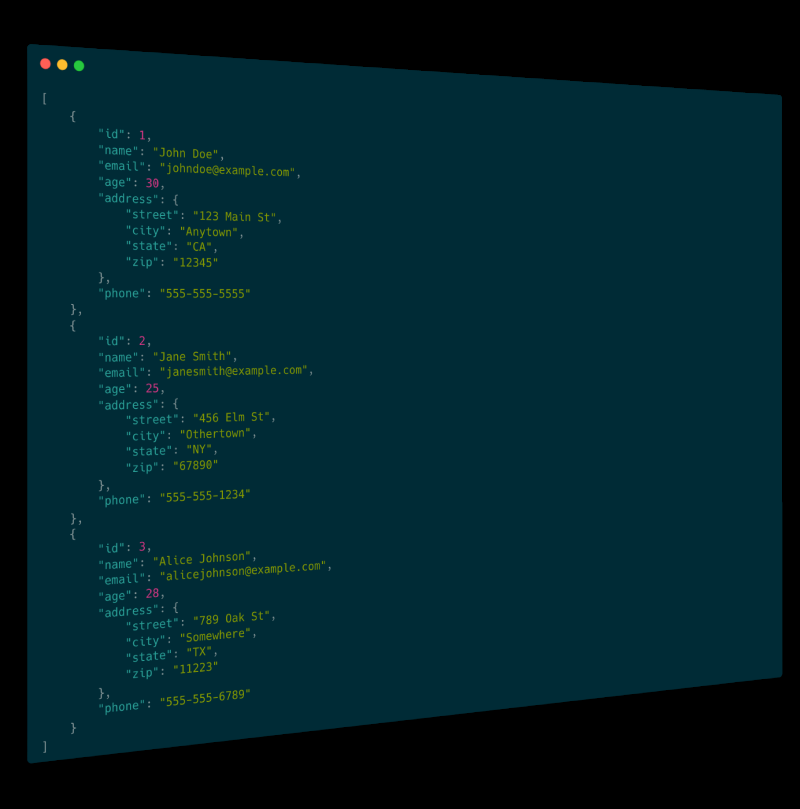 [
    {
        "id": 1,
        "name": "John Doe",
        "email": "johndoe@example.com",
        "age": 30,
        "address": {
            "street": "123 Main St",
            "city": "Anytown",
            "state": "CA",
            "zip": "12345"
        },
        "phone": "555-555-5555"
    },
    {
        "id": 2,
        "name": "Jane Smith",
        "email": "janesmith@example.com",
        "age": 25,
        "address": {
            "street": "456 Elm St",
            "city": "Othertown",
            "state": "NY",
            "zip": "67890"
        },
        "phone": "555-555-1234"
    },
    {
        "id": 3,
        "name": "Alice Johnson",
        "email": "alicejohnson@example.com",
        "age": 28,
        "address": {
            "street": "789 Oak St",
            "city": "Somewhere",
            "state": "TX",
            "zip": "11223"
        },
        "phone": "555-555-6789"
    }
]